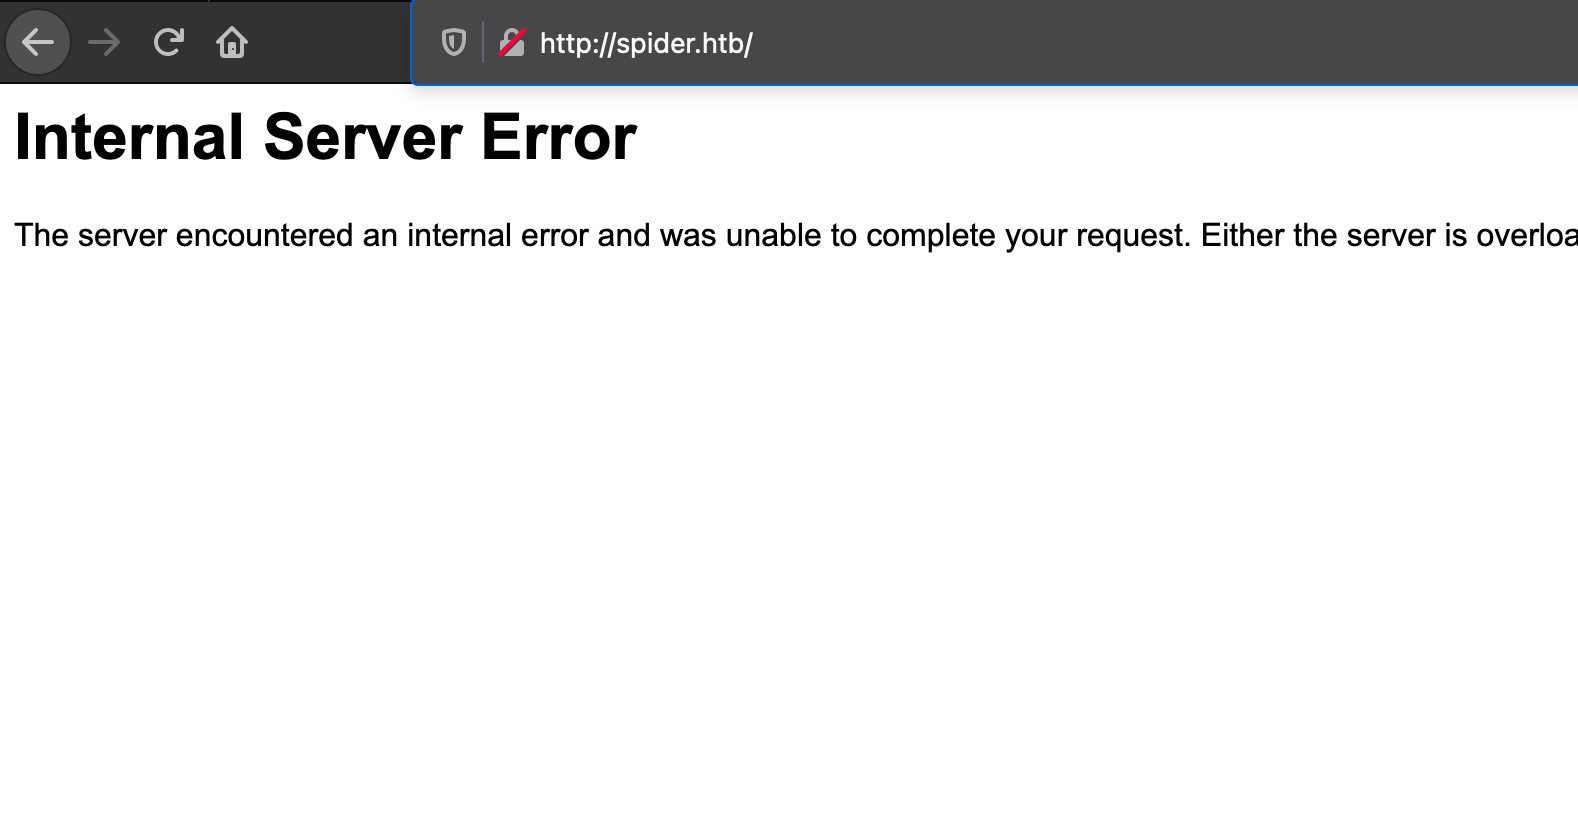 http://spider.htb/
Internal Server Error
The server encountered an internal error and was unable to complete your request. Either the server is overloa